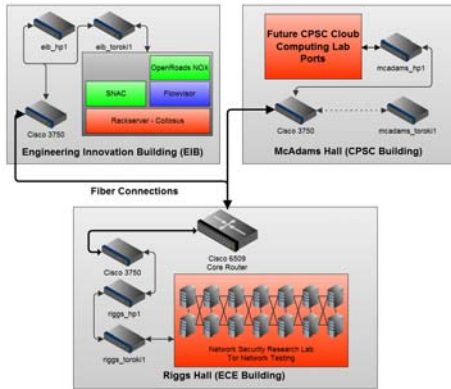 eib_hp1
eib_toroki1
OpenRoads NOX
SNAC
Flowvisor
Rackserver - Collosus
Cisco 3750
Engineering Innovation Building (EIB)
Future CPSC Cloub
Computing Lab
Ports
mcadams_hp1
Cisco 3750
mcadams_toroki1
McAdams Hall (CPSC Building)
Fiber Connections
Cisco 6509
Core Router
Cisco 3750
riggs_hp1
riggs_toroki1
Network Security Research Lab
Tor Network Testing
Riggs Hall (ECE Building)